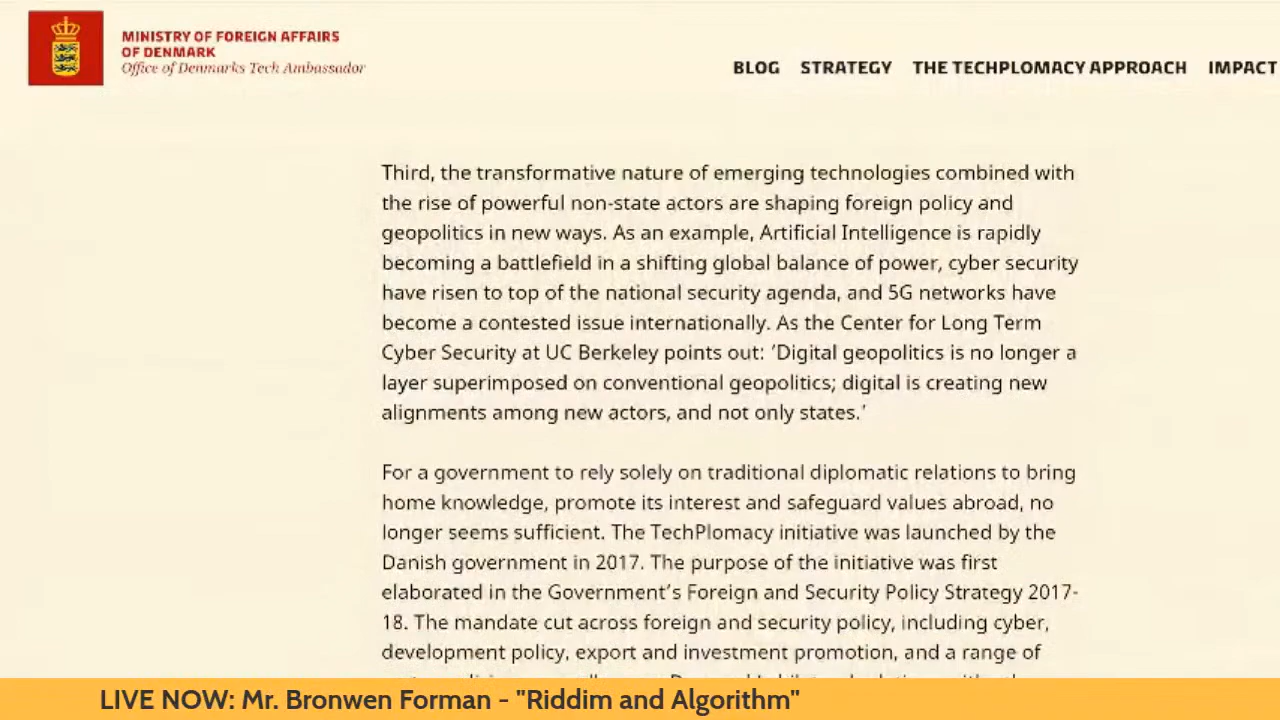 MINISTRY OF FOREIGN AFFAIRS
OF DENMARK
Office of Denmarks Tech Ambassador
BLOG STRATEGY THE TECHPLOMACY APPROACH IMPACT
Third, the transformative nature of emerging technologies combined with
the rise of powerful non-state actors are shaping foreign policy and
geopolitics in new ways. As an example, Artificial Intelligence is rapidly
becoming a battlefield in a shifting global balance of power, cyber security
have risen to top of the national security agenda, and 5G networks have
become a contested issue internationally. As the Center for Long Term
Cyber Security at UC Berkeley points out: ‘Digital geopolitics is no longer a
layer superimposed on conventional geopolitics; digital is creating new
alignments among new actors, and not only states.’
For a government to rely solely on traditional diplomatic relations to bring
home knowledge, promote its interest and safeguard values abroad, no
longer seems sufficient. The TechPlomacy initiative was launched by the
Danish government in 2017. The purpose of the initiative was first
elaborated in the Government’s Foreign and Security Policy Strategy 2017-
18. The mandate cut across foreign and security policy, including cyber,
development policy, export and investment promotion, and a range of
LIVE NOW: Mr. Bronwen Forman - "Riddim and Algorithm"